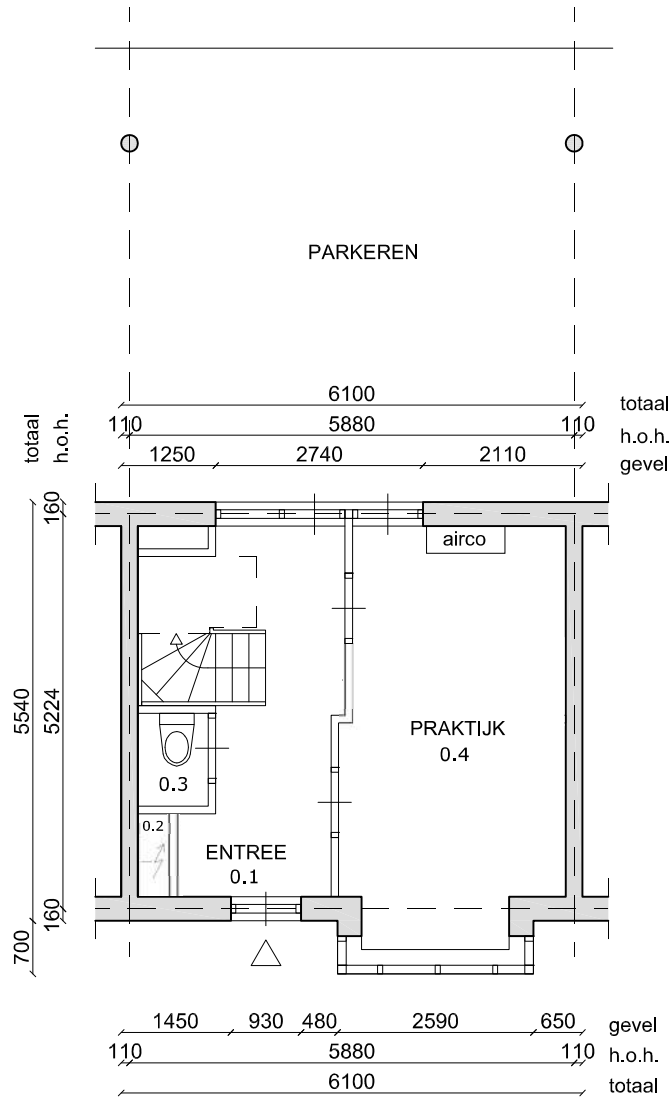 PARKEREN
6100
totaal
110 5880 110
h.o.h.
1250 2740 2110
gevel
totaal
h.o.h.
160
5540
5224
160
700
airco
PRAKTIJK
0.4
0.3
0.2
ENTREE
0.1
1450 930 480 2590 650
gevel
110 5880 110
h.o.h.
6100
totaal